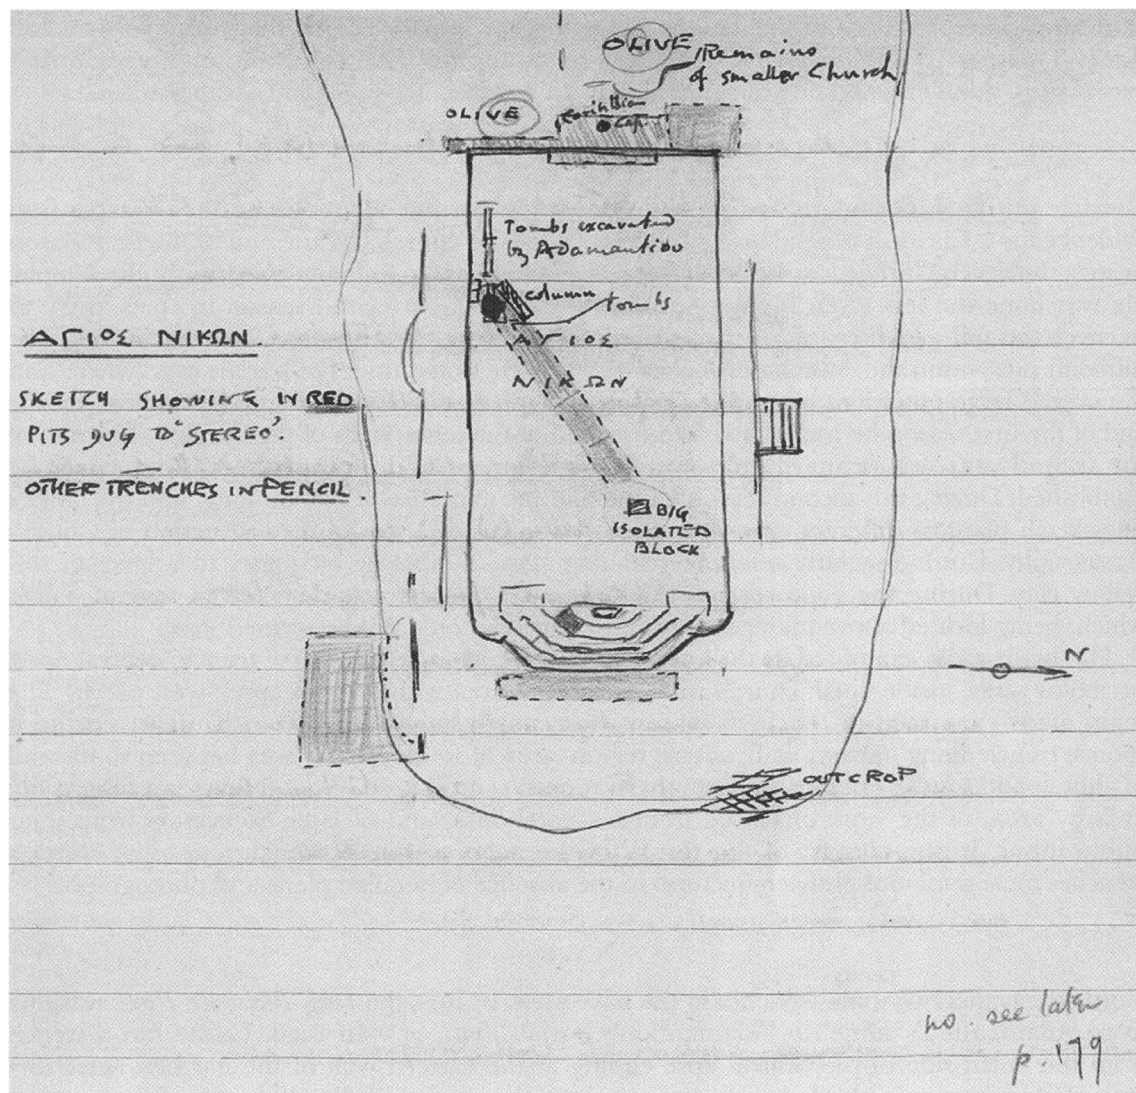 OLIVE
Remains
of smaller Church
OLIVE
Corinthian
Cap.
Tombs excavated
by Adamantiou
column
tombs
ΑΓΙΟΣ
ΝΙΚΩΝ
ΑΓΙΟΣ ΝΙΚΩΝ.
SKETCH SHOWING IN RED
PITS DUG TO 'STEREO'.
OTHER TRENCHES IN PENCIL.
BIG
ISOLATED
BLOCK
N
OUTCROP
no. see later
p. 179